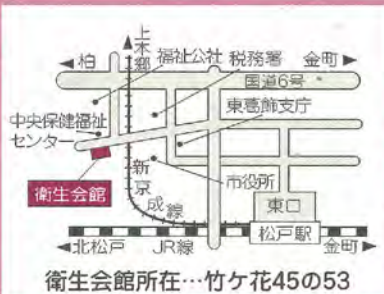 上本郷
柏
福祉公社
税務署
金町
国道6号
東葛飾支庁
中央保健福祉
センター
衛生会館
新京成線
市役所
東口
松戸駅
北松戸
JR線
金町
衛生会館所在…竹ケ花45の53